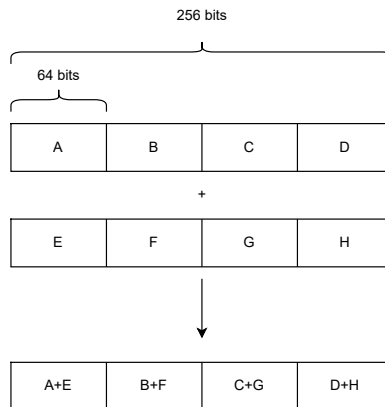 256 bits
64 bits
A B C D
+
E F G H
A+E B+F C+G D+H